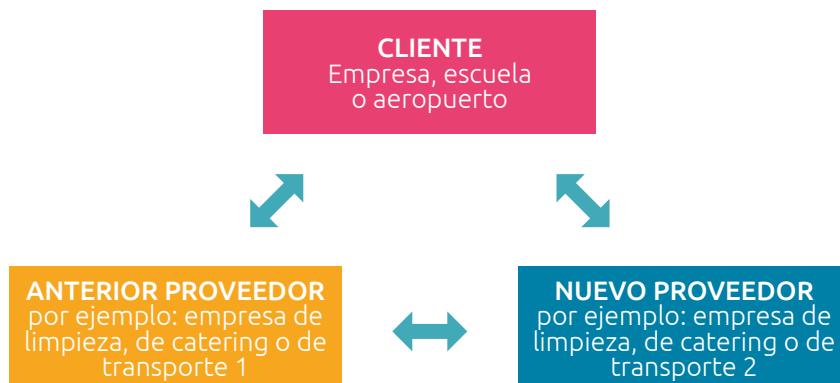 CLIENTE
Empresa, escuela
o aeropuerto
ANTERIOR PROVEEDOR
por ejemplo: empresa de
limpieza, de catering o de
transporte 1
NUEVO PROVEEDOR
por ejemplo: empresa de
limpieza, de catering o de
transporte 2